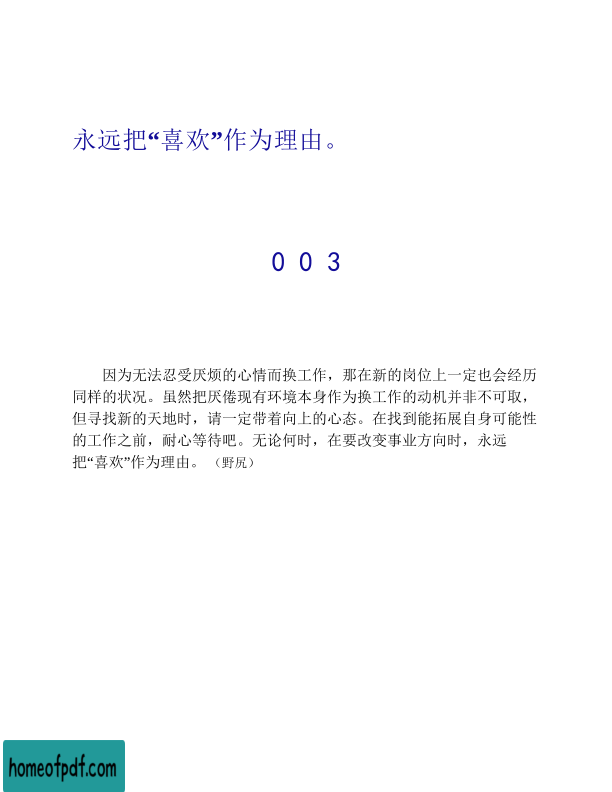 永远把“喜欢”作为理由。
003
因为无法忍受厌烦的心情而换工作，那在新的岗位上一定也会经历
同样的状况。虽然把厌倦现有环境本身作为换工作的动机并非不可取，
但寻找新的天地时，请一定带着向上的心态。在找到能拓展自身可能性
的工作之前，耐心等待吧。无论何时，在要改变事业方向时，永远
把“喜欢”作为理由。（野尻）
homeofpdf.com